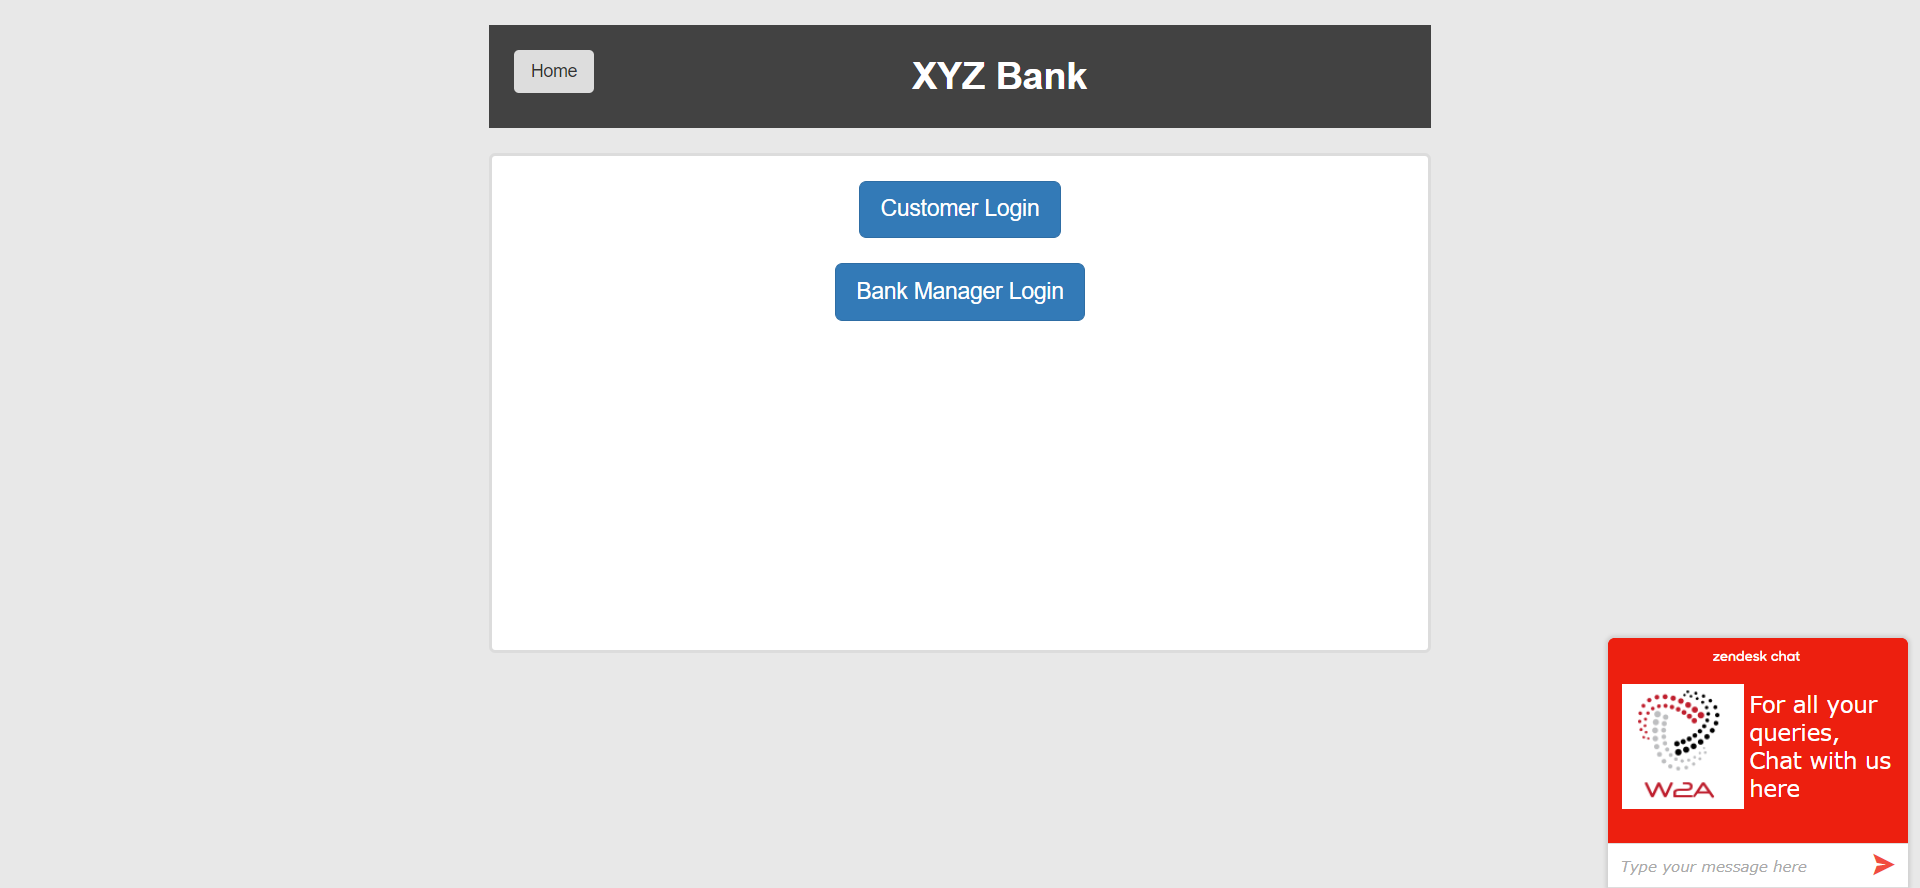 Home
XYZ Bank
Customer Login
Bank Manager Login
zendesk chat
For all your
queries,
Chat with us
here
W2A
Type your message here